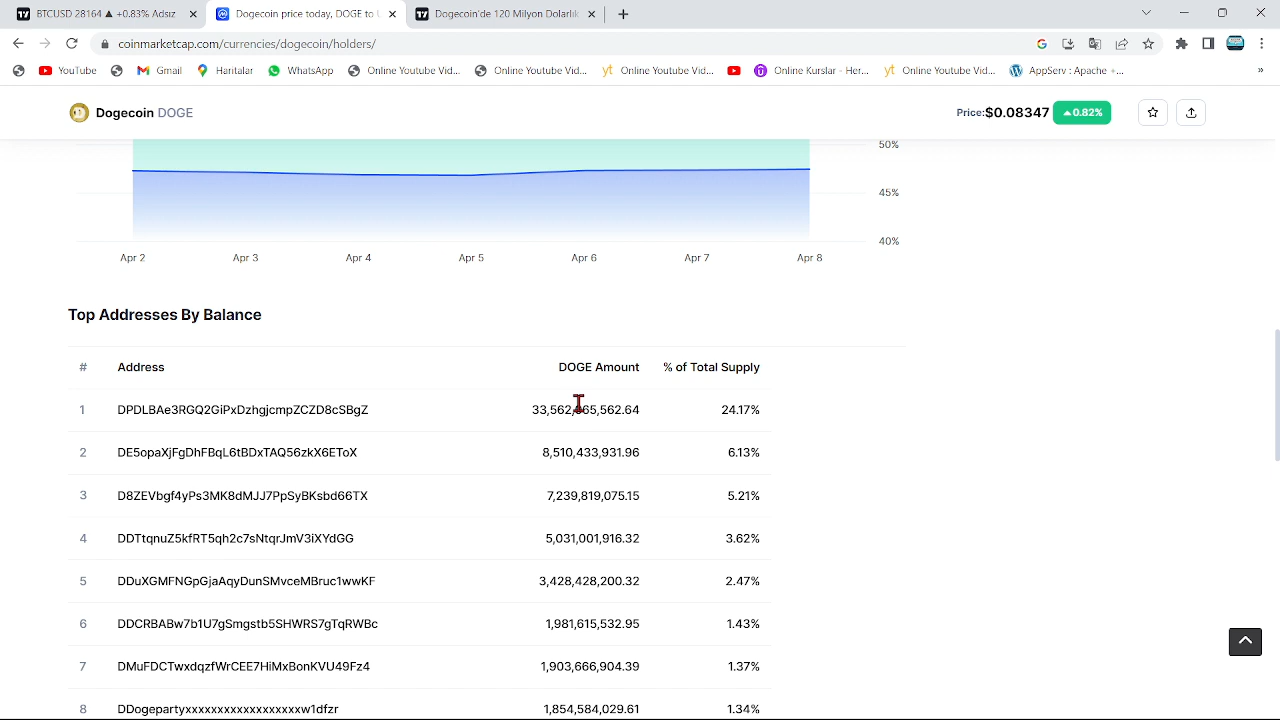 BTCUSD 28164 ▲ +0.83% Adsız
Dogecoin price today, DOGE to
Dogecoin'de 120 Milyon Dolarlık
coinmarketcap.com/currencies/dogecoin/holders/
YouTube Gmail Haritalar WhatsApp Online Youtube Vid... Online Youtube Vid... Online Youtube Vid... Online Kurslar - Her... Online Youtube Vid... AppServ : Apache +... »
Dogecoin DOGE
Price:$0.08347 ▲0.82%
50%
45%
40%
Apr 2 Apr 3 Apr 4 Apr 5 Apr 6 Apr 7 Apr 8
Top Addresses By Balance
# Address DOGE Amount % of Total Supply
1 DPDLBAe3RGQ2GiPxDzhgjcmpZCZD8cSBgZ 24.17%
2 DE5opaXjFgDhFBqL6tBDxTAQ56zkX6EToX 8,510,433,931.96 6.13%
3 D8ZEVbgf4yPs3MK8dMJJ7PpSyBKsbd66TX 7,239,819,075.15 5.21%
4 DDTtqnuZ5kfRT5qh2c7sNtqrJmV3iXYdGG 5,031,001,916.32 3.62%
5 DDuXGMFNGpGjaAqyDunSMvceMBruc1wwKF 3,428,428,200.32 2.47%
6 DDCRBABw7b1U7gSmgstb5SHWRS7gTqRWBc 1,981,615,532.95 1.43%
7 DMuFDCTwxdqzfWrCEE7HiMxBonKVU49Fz4 1,903,666,904.39 1.37%
8 DDogepartyxxxxxxxxxxxxxxxxxxw1dfzr 1,854,584,029.61 1.34%